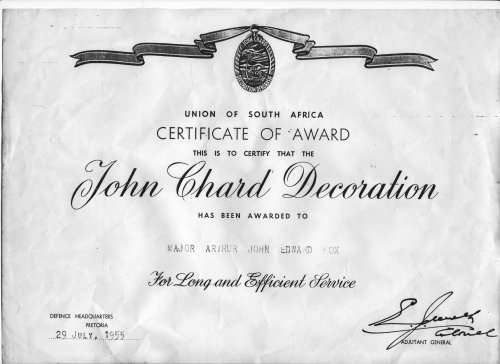 UNION OF SOUTH AFRICA
CERTIFICATE OF AWARD
THIS IS TO CERTIFY THAT THE
John Chard Decoration
HAS BEEN AWARDED TO
MAJOR ARTHUR JOHN EDWARD FOX
For Long and Efficient Service
DEFENCE HEADQUARTERS
PRETORIA
29 JULY, 1955
ADJUTANT GENERAL